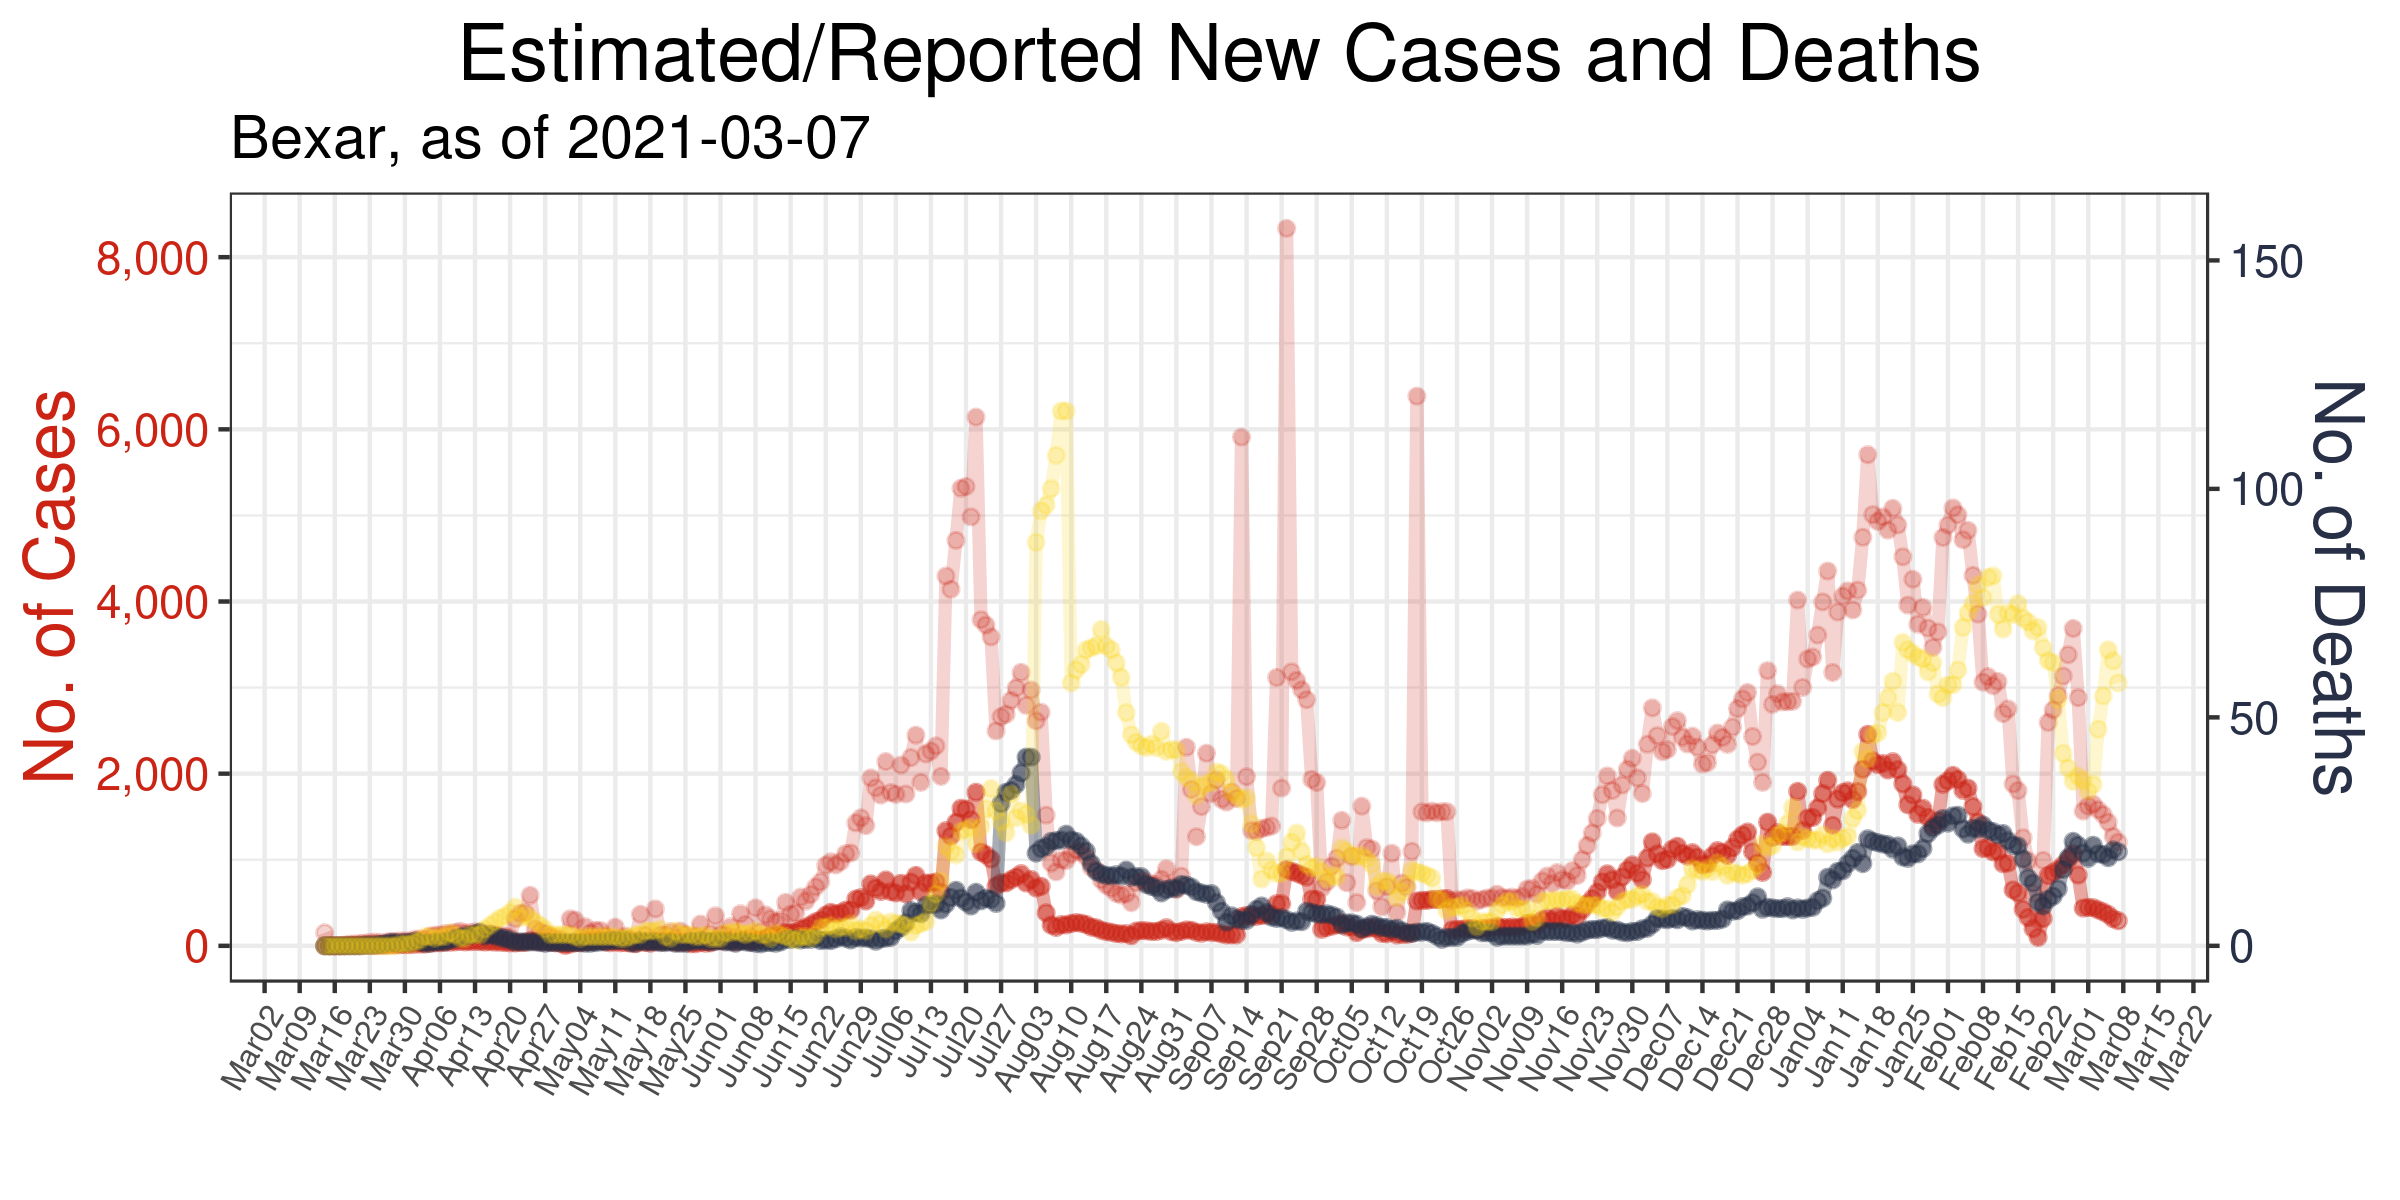 Estimated/Reported New Cases and Deaths
Bexar, as of 2021-03-07
No. of Cases
8,000
6,000
4,000
2,000
0
150
100
50
0
No. of Deaths
Mar02
Mar09
Mar16
Mar23
Mar30
Apr06
Apr13
Apr20
Apr27
May04
May11
May18
May25
Jun01
Jun08
Jun15
Jun22
Jun29
Jul06
Jul13
Jul20
Jul27
Aug03
Aug10
Aug17
Aug24
Aug31
Sep07
Sep14
Sep21
Sep28
Oct05
Oct12
Oct19
Oct26
Nov02
Nov09
Nov16
Nov23
Nov30
Dec07
Dec14
Dec21
Dec28
Jan04
Jan11
Jan18
Jan25
Feb01
Feb08
Feb15
Feb22
Mar01
Mar08
Mar15
Mar22